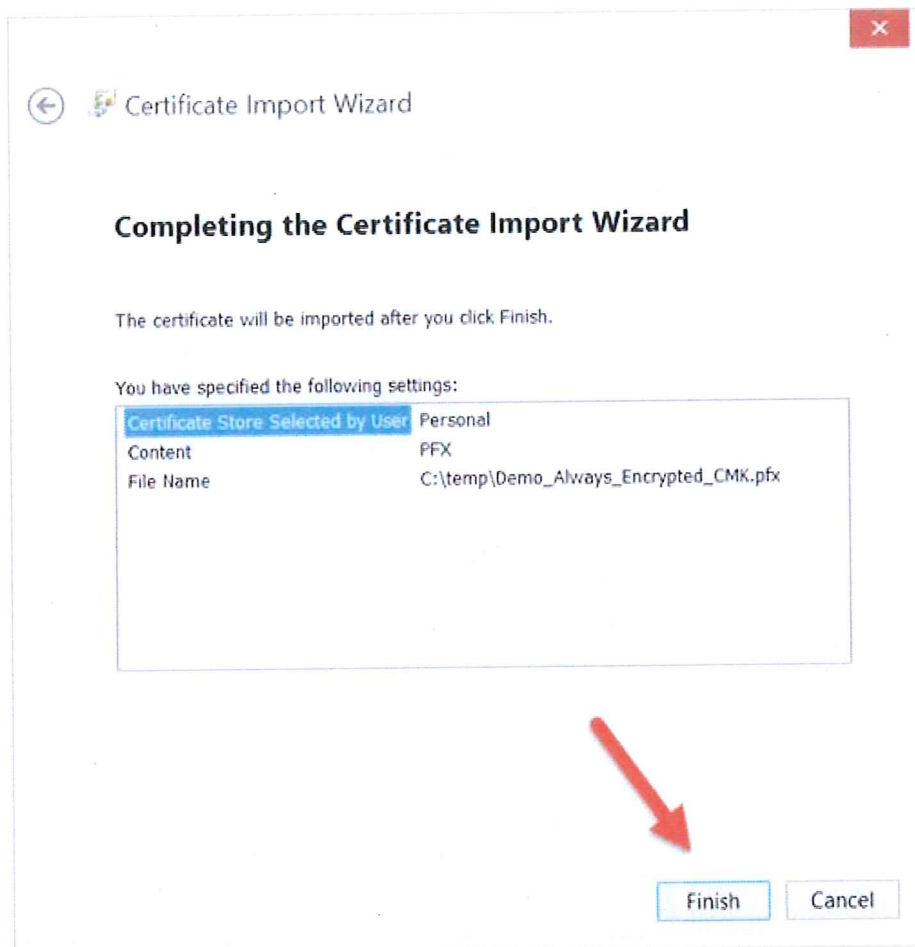 Certificate Import Wizard
Completing the Certificate Import Wizard
The certificate will be imported after you click Finish.
You have specified the following settings:
Certificate Store Selected by User Personal
Content PFX
File Name C:\temp\Demo_Always_Encrypted_CMK.pfx
Finish Cancel